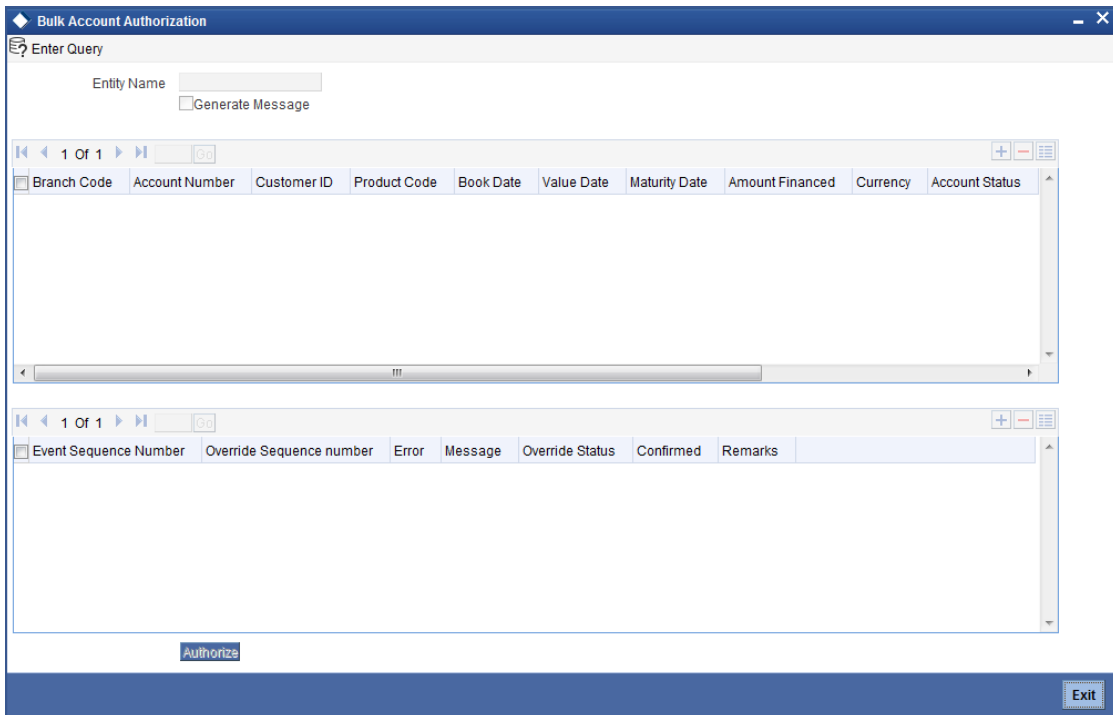 Bulk Account Authorization
Enter Query
Entity Name
Generate Message
1 Of 1 Go
Branch Code Account Number Customer ID Product Code Book Date Value Date Maturity Date Amount Financed Currency Account Status
1 Of 1 Go
Event Sequence Number Override Sequence number Error Message Override Status Confirmed Remarks
Authorize
Exit